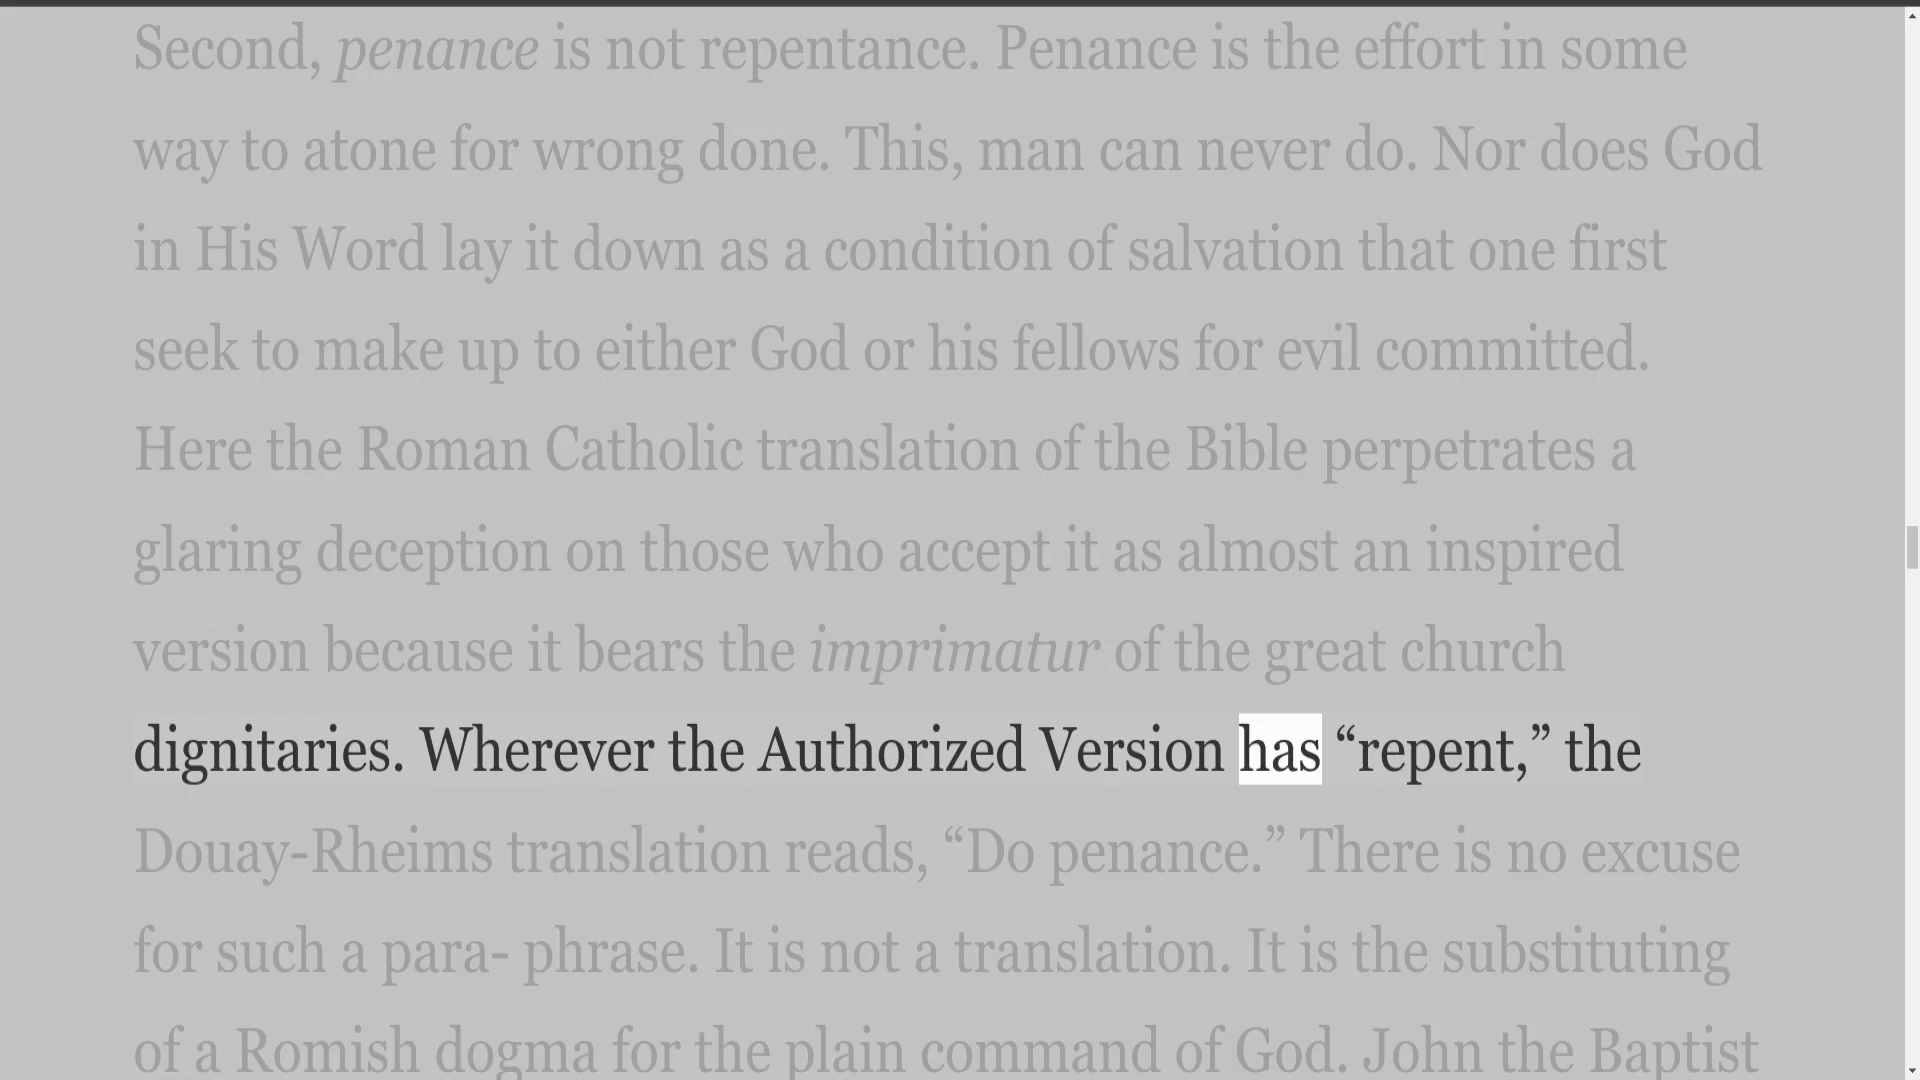 Second, penance is not repentance. Penance is the effort in some
way to atone for wrong done. This, man can never do. Nor does God
in His Word lay it down as a condition of salvation that one first
seek to make up to either God or his fellows for evil committed.
Here the Roman Catholic translation of the Bible perpetrates a
glaring deception on those who accept it as almost an inspired
version because it bears the imprimatur of the great church
dignitaries. Wherever the Authorized Version has “repent,” the
Douay-Rheims translation reads, “Do penance.” There is no excuse
for such a para- phrase. It is not a translation. It is the substituting
of a Romish dogma for the plain command of God. John the Baptist